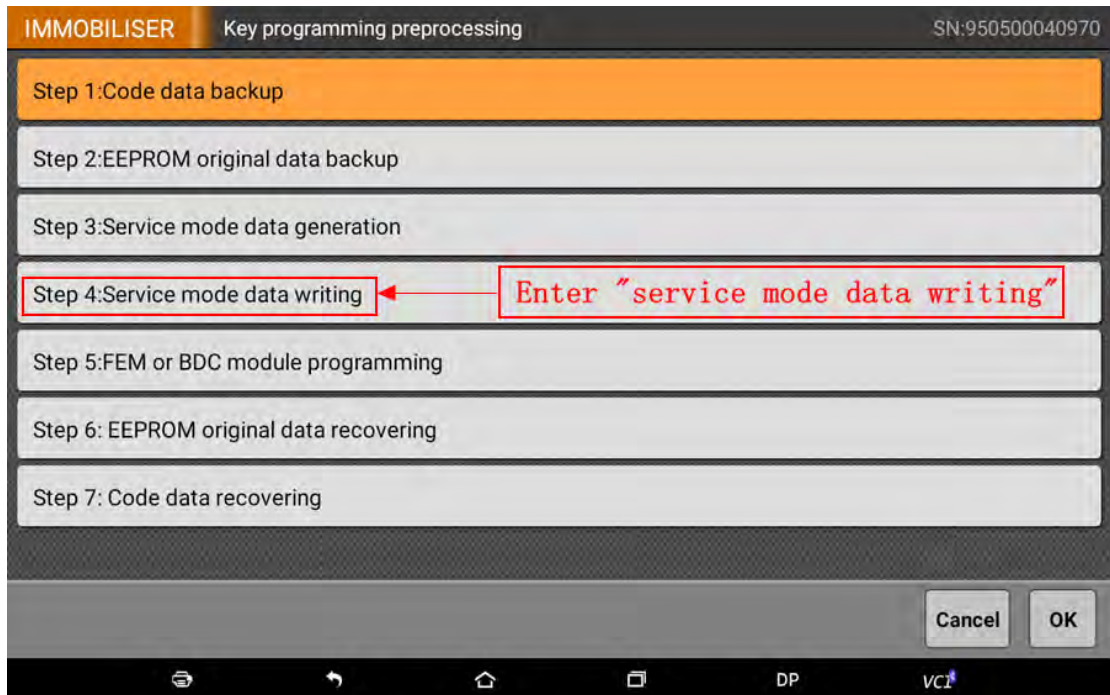 IMMOBILISER Key programming preprocessing SN:950500040970
Step 1:Code data backup
Step 2:EEPROM original data backup
Step 3:Service mode data generation
Step 4:Service mode data writing Enter "service mode data writing"
Step 5:FEM or BDC module programming
Step 6: EEPROM original data recovering
Step 7: Code data recovering
Cancel OK
DP VCI